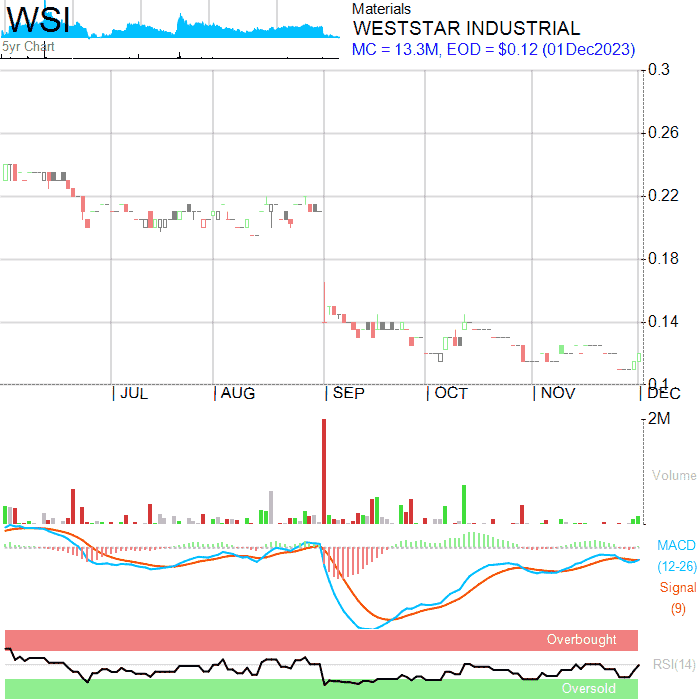 WSI
5yr Chart
Materials
WESTSTAR INDUSTRIAL
MC = 13.3M, EOD = $0.12 (01Dec2023)
0.3
0.26
0.22
0.18
0.14
0.1
JUL AUG SEP OCT NOV DEC
2M
Volume
MACD
(12-26)
Signal
(9)
Overbought
RSI(14)
Oversold